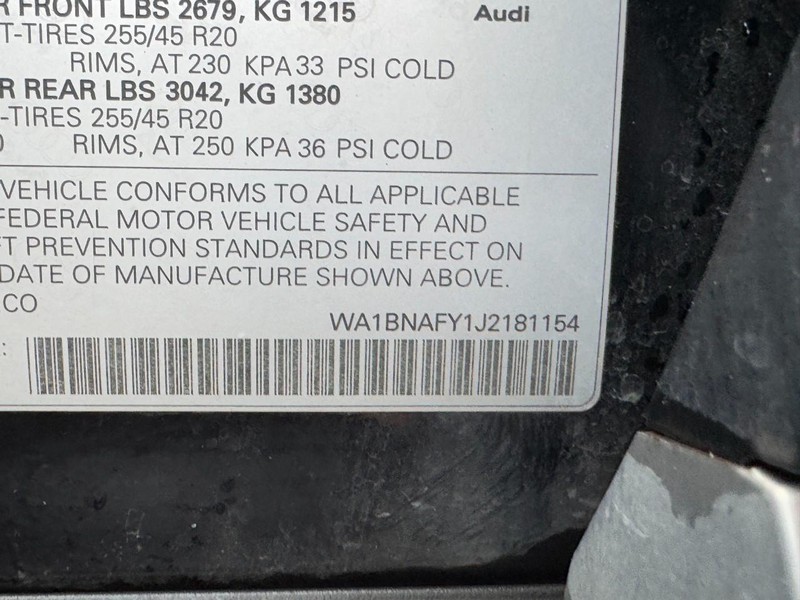 R FRONT LBS 2679, KG 1215
Audi
T-TIRES 255/45 R20
RIMS, AT 230 KPA 33 PSI COLD
R REAR LBS 3042, KG 1380
-TIRES 255/45 R20
RIMS, AT 250 KPA 36 PSI COLD
VEHICLE CONFORMS TO ALL APPLICABLE
FEDERAL MOTOR VEHICLE SAFETY AND
FT PREVENTION STANDARDS IN EFFECT ON
DATE OF MANUFACTURE SHOWN ABOVE.
CO
WA1BNAFY1J2181154